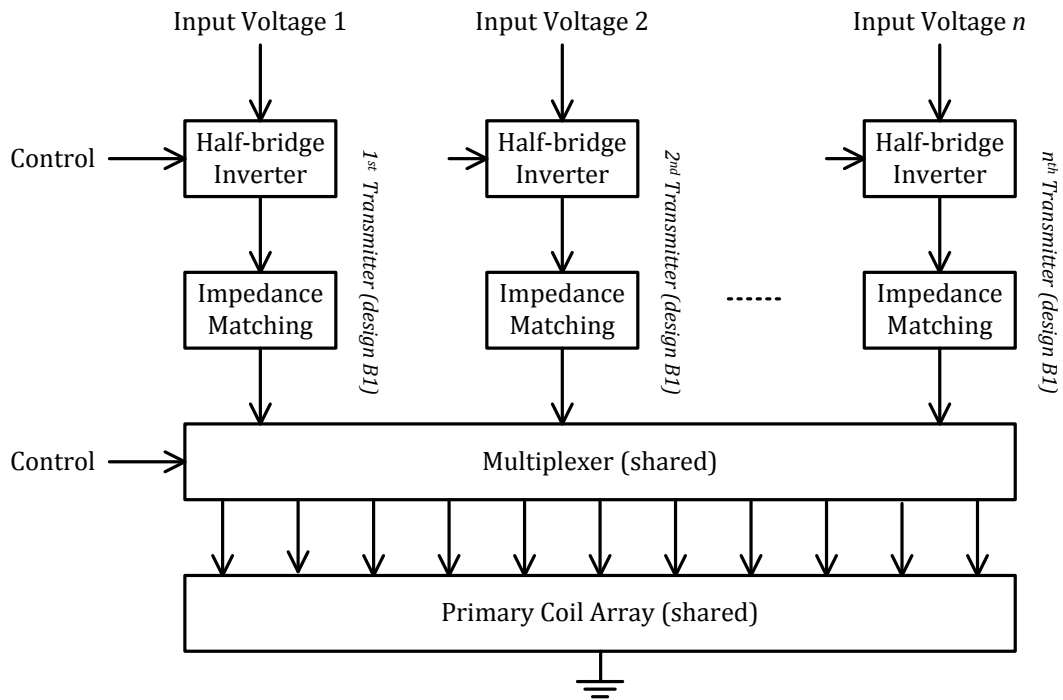 Input Voltage 1
Input Voltage 2
Input Voltage n
Control
Half-bridge
Inverter
1st Transmitter (design B1)
Half-bridge
Inverter
2nd Transmitter (design B1)
Half-bridge
Inverter
nth Transmitter (design B1)
Impedance
Matching
Impedance
Matching
Impedance
Matching
Control
Multiplexer (shared)
Primary Coil Array (shared)